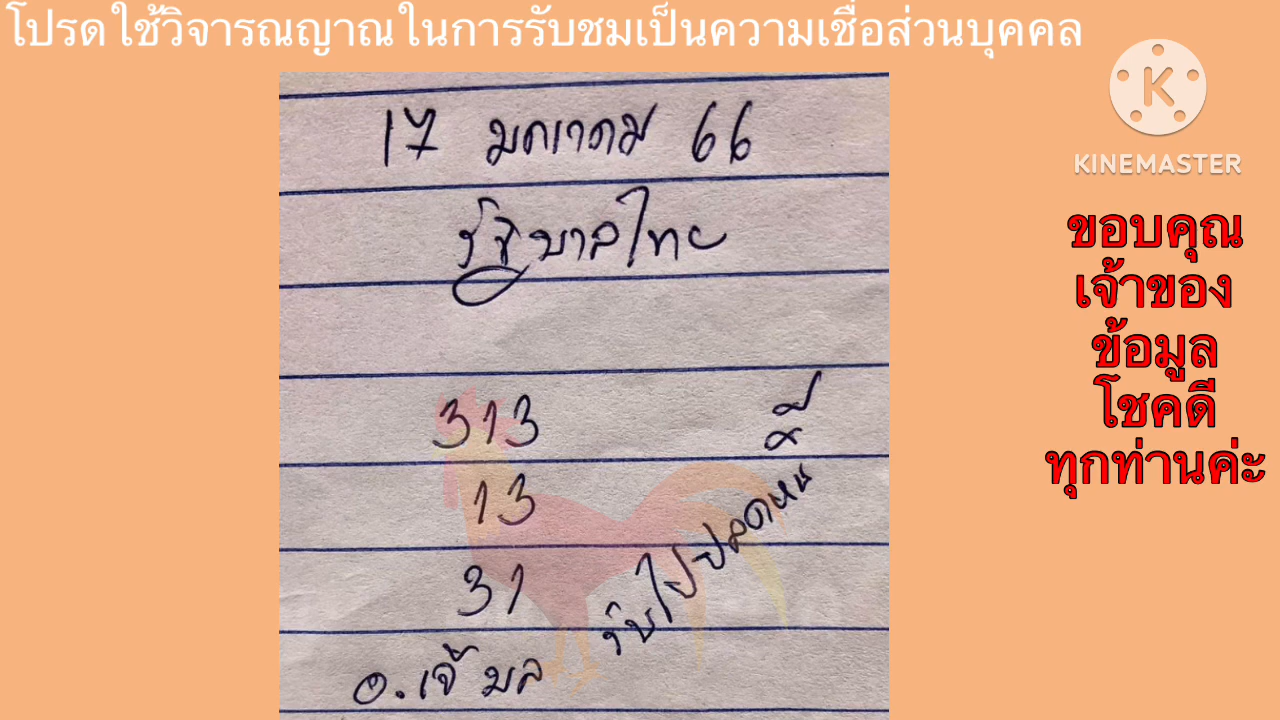 โปรดใช้วิจารณญาณในการรับชมเป็นความเชื่อส่วนบุคคล
KINEMASTER
17 มกราคม 66
รัฐบาลไทย
313
13
31
อ.เจ๊ มล
รับไปปลดหนี้
ขอบคุณ
เจ้าของ
ข้อมูล
โชคดี
ทุกท่านค่ะ